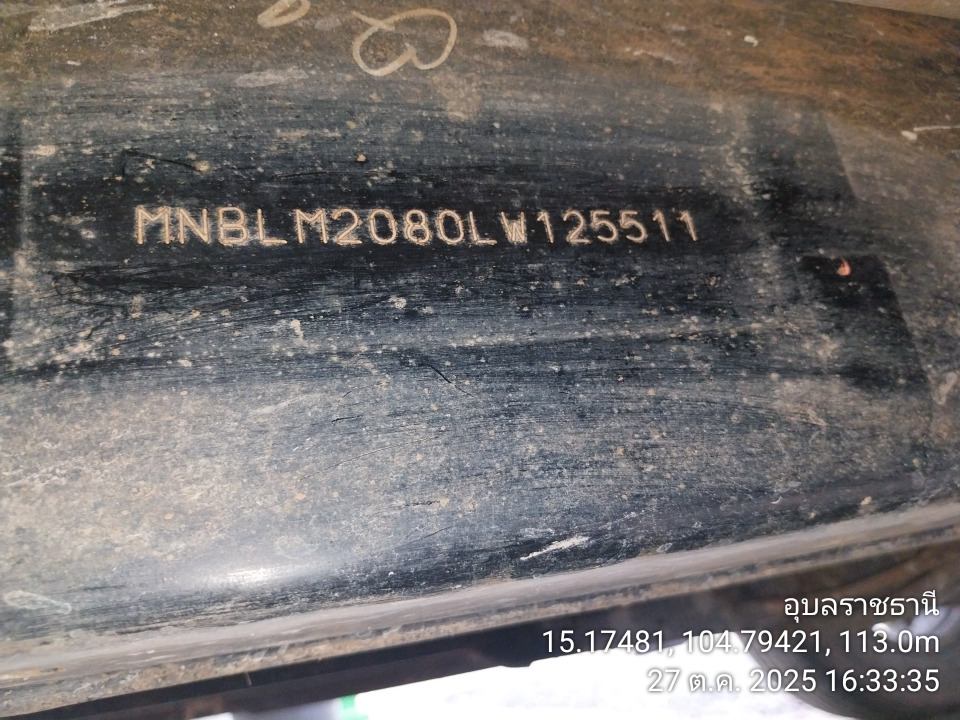 MNBLM2080LW125511
อุบลราชธานี
15.17481, 104.79421, 113.0m
27 ต.ค. 2025 16:33:35